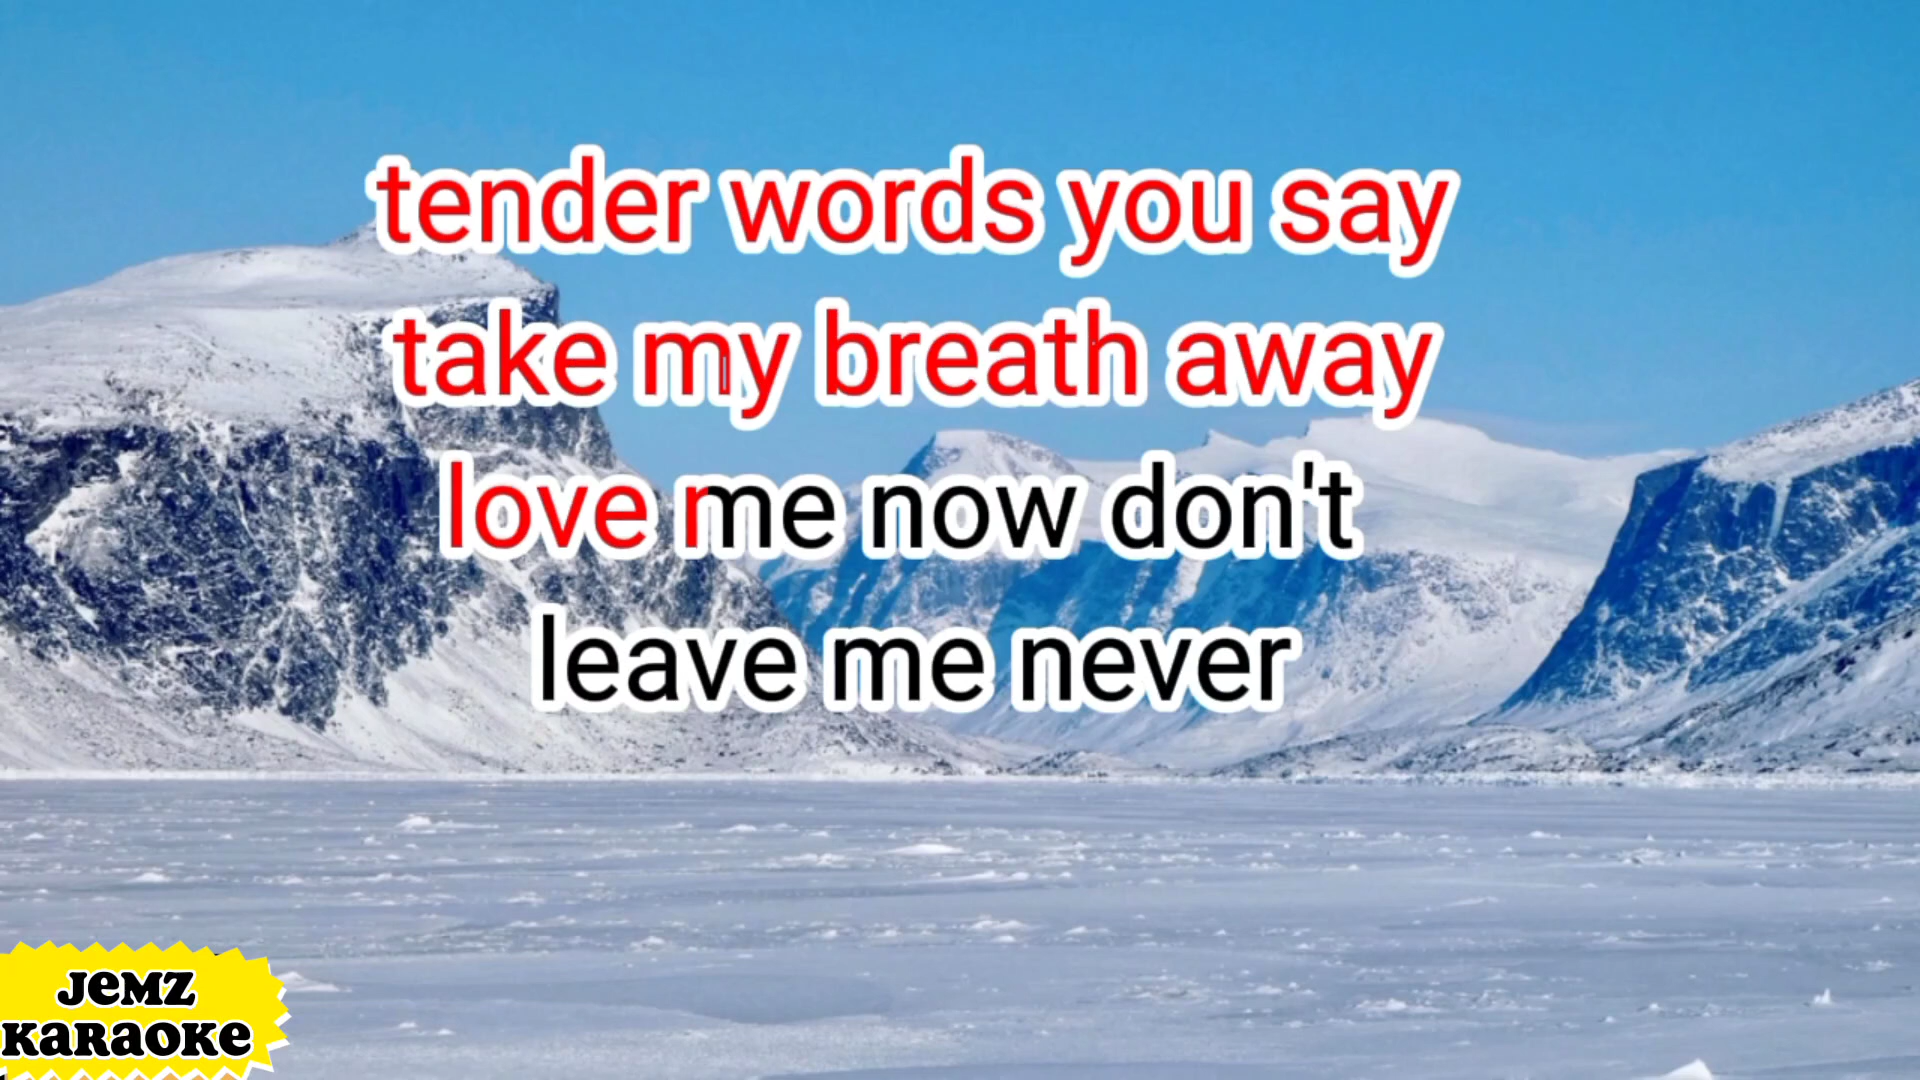 tender words you say
take my breath away
love me now don't
leave me never
JEMZ
KARAOKE